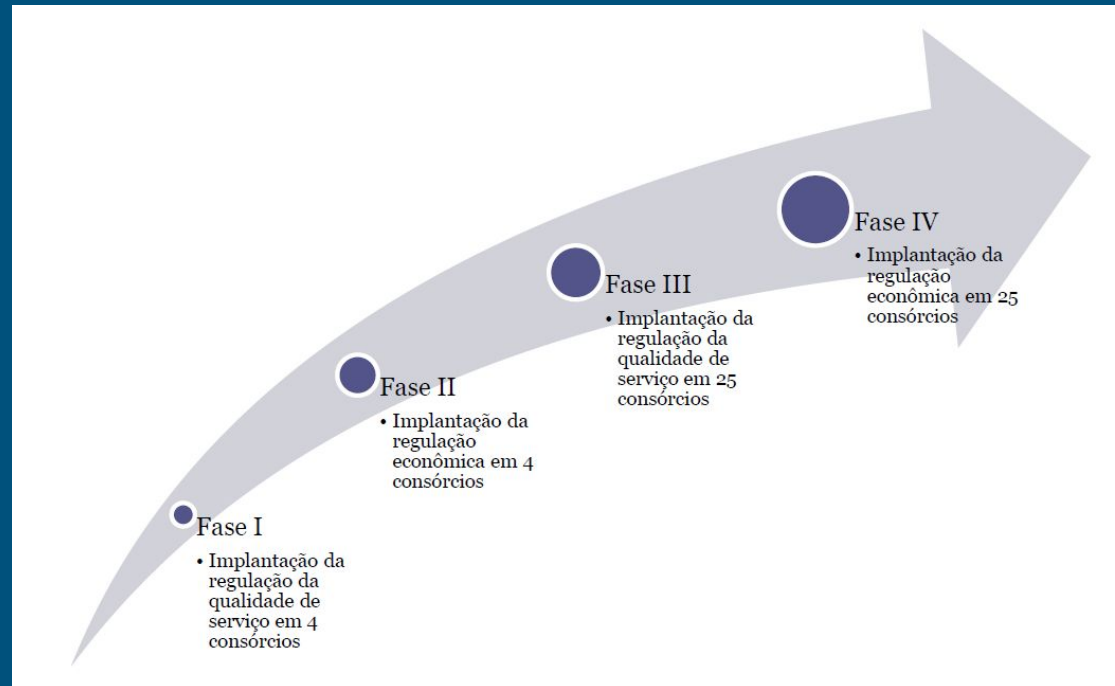 Fase I
• Implantação da
regulação da
qualidade de
serviço em 4
consórcios
Fase II
• Implantação da
regulação
econômica em 4
consórcios
Fase III
• Implantação da
regulação da
qualidade de
serviço em 25
consórcios
Fase IV
• Implantação da
regulação
econômica em 25
consórcios